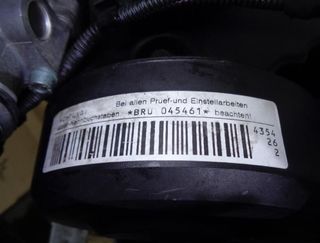 Bei allen Pruef-und Einstellarbeiten
*BRU 045461* beachten!
4354
26
2